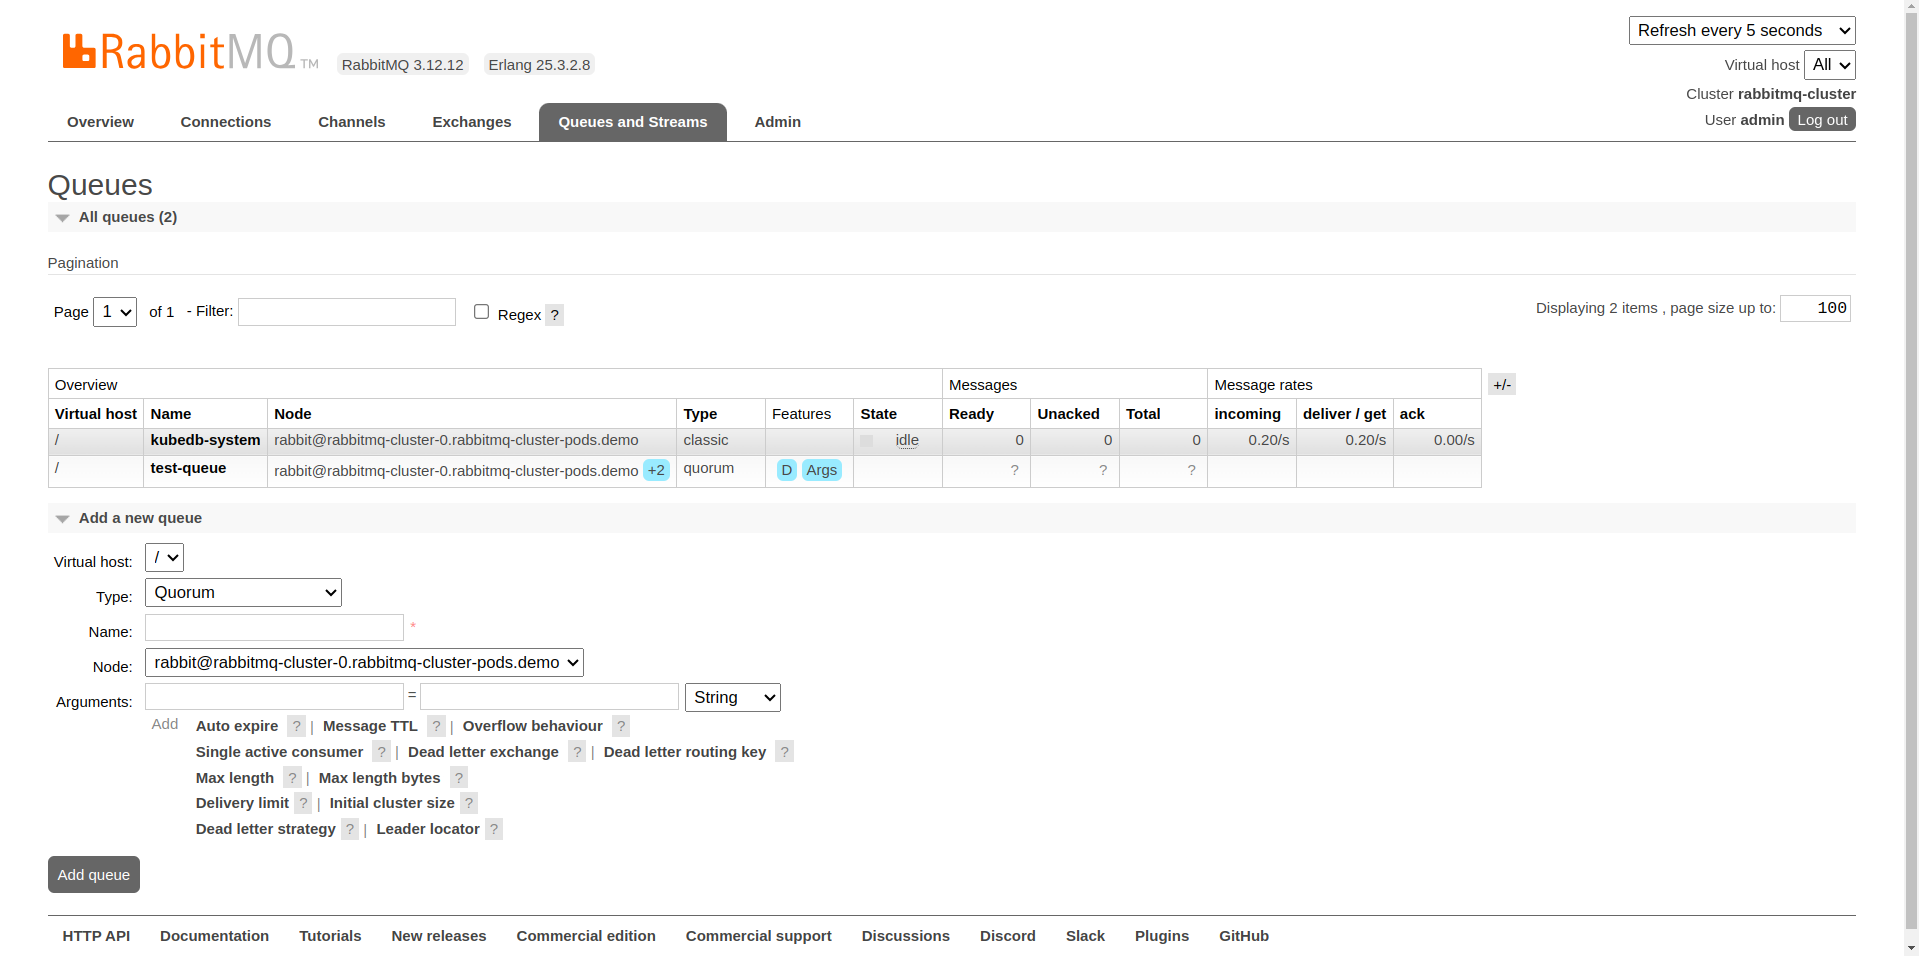 RabbitMQ TM RabbitMQ 3.12.12 Erlang 25.3.2.8
Refresh every 5 seconds
Virtual host All
Cluster rabbitmq-cluster
User admin Log out
Overview Connections Channels Exchanges Queues and Streams Admin
Queues
All queues (2)
Pagination
Page 1 of 1 - Filter: Regex ? Displaying 2 items , page size up to: 100
Overview Messages Message rates +/-
Virtual host Name Node Type Features State Ready Unacked Total incoming deliver / get ack
/ kubedb-system rabbit@rabbitmq-cluster-0.rabbitmq-cluster-pods.demo classic idle 0 0 0 0.20/s 0.20/s 0.00/s
/ test-queue rabbit@rabbitmq-cluster-0.rabbitmq-cluster-pods.demo +2 quorum D Args ? ? ?
Add a new queue
Virtual host: /
Type: Quorum
Name: *
Node: rabbit@rabbitmq-cluster-0.rabbitmq-cluster-pods.demo
Arguments: = String
Add Auto expire ? | Message TTL ? | Overflow behaviour ?
Single active consumer ? | Dead letter exchange ? | Dead letter routing key ?
Max length ? | Max length bytes ?
Delivery limit ? | Initial cluster size ?
Dead letter strategy ? | Leader locator ?
Add queue
HTTP API Documentation Tutorials New releases Commercial edition Commercial support Discussions Discord Slack Plugins GitHub